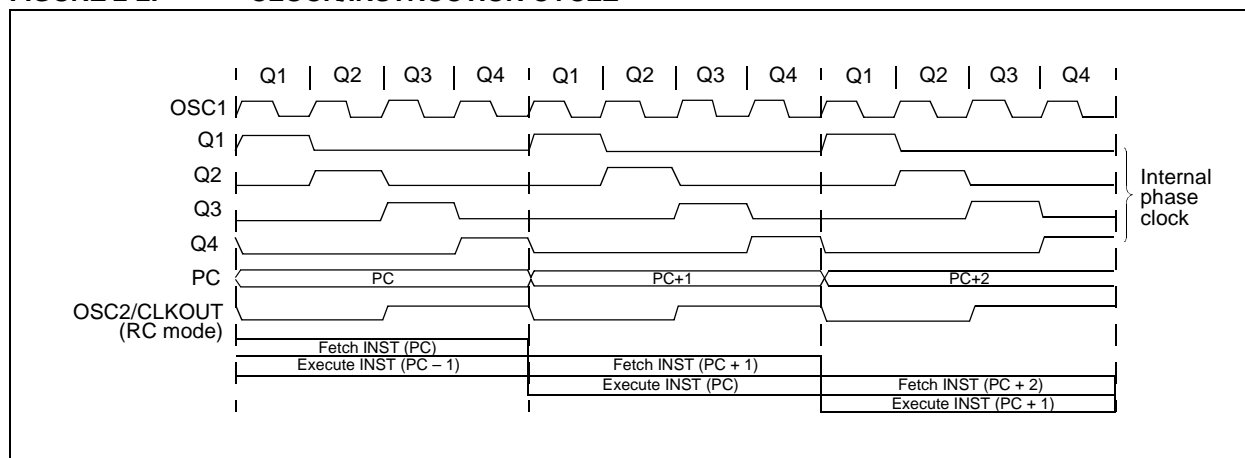 Q1 Q2 Q3 Q4 Q1 Q2 Q3 Q4 Q1 Q2 Q3 Q4
OSC1
Q1
Q2
Q3
Q4
Internal
phase
clock
PC PC PC+1 PC+2
OSC2/CLKOUT
(RC mode)
Fetch INST (PC)
Execute INST (PC – 1) Fetch INST (PC + 1)
Execute INST (PC) Fetch INST (PC + 2)
Execute INST (PC + 1)